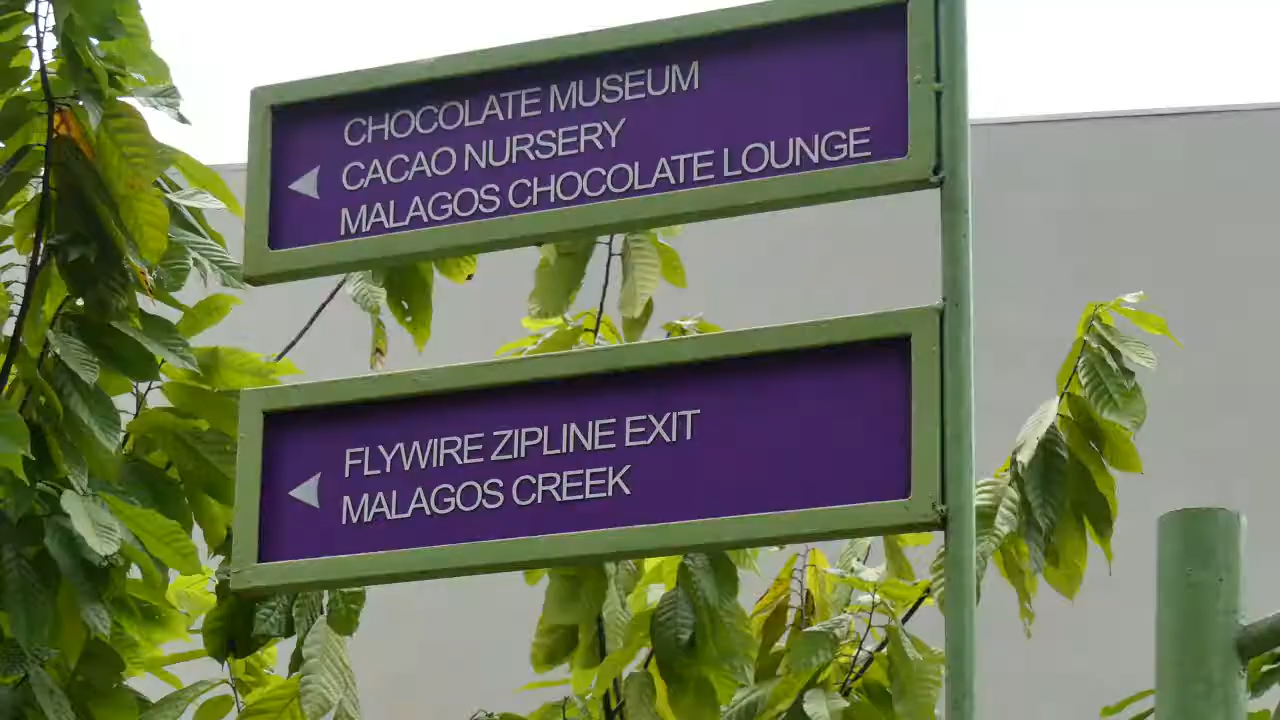 CHOCOLATE MUSEUM
CACAO NURSERY
MALAGOS CHOCOLATE LOUNGE
FLYWIRE ZIPLINE EXIT
MALAGOS CREEK